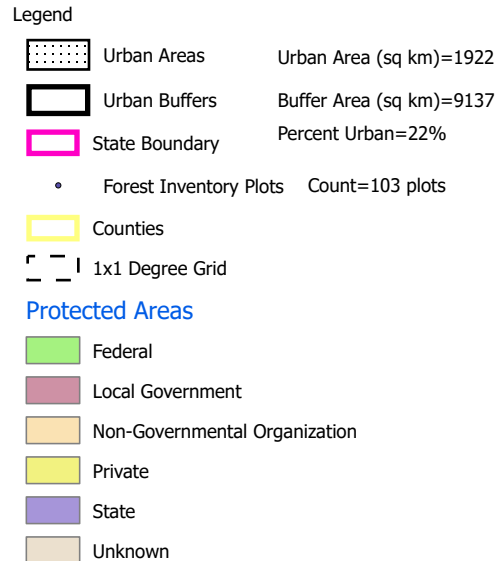 Legend
Urban Areas Urban Area (sq km)=1922
Urban Buffers Buffer Area (sq km)=9137
State Boundary Percent Urban=22%
Forest Inventory Plots Count=103 plots
Counties
1x1 Degree Grid
Protected Areas
Federal
Local Government
Non-Governmental Organization
Private
State
Unknown